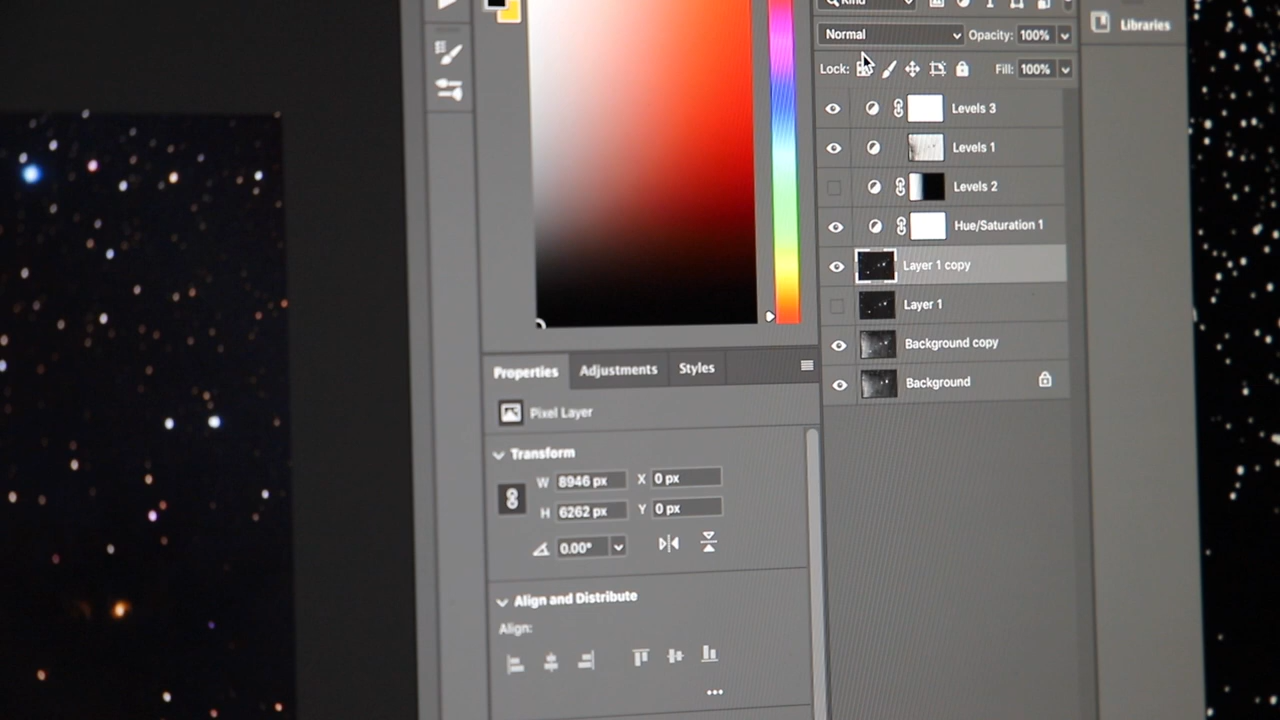 Kind
Normal
Opacity: 100%
Libraries
Lock:
Fill: 100%
Levels 3
Levels 1
Levels 2
Hue/Saturation 1
Layer 1 copy
Layer 1
Background copy
Background
Properties
Adjustments
Styles
Pixel Layer
Transform
W 8946 px
X 0 px
H 6262 px
Y 0 px
0.00°
Align and Distribute
Align: